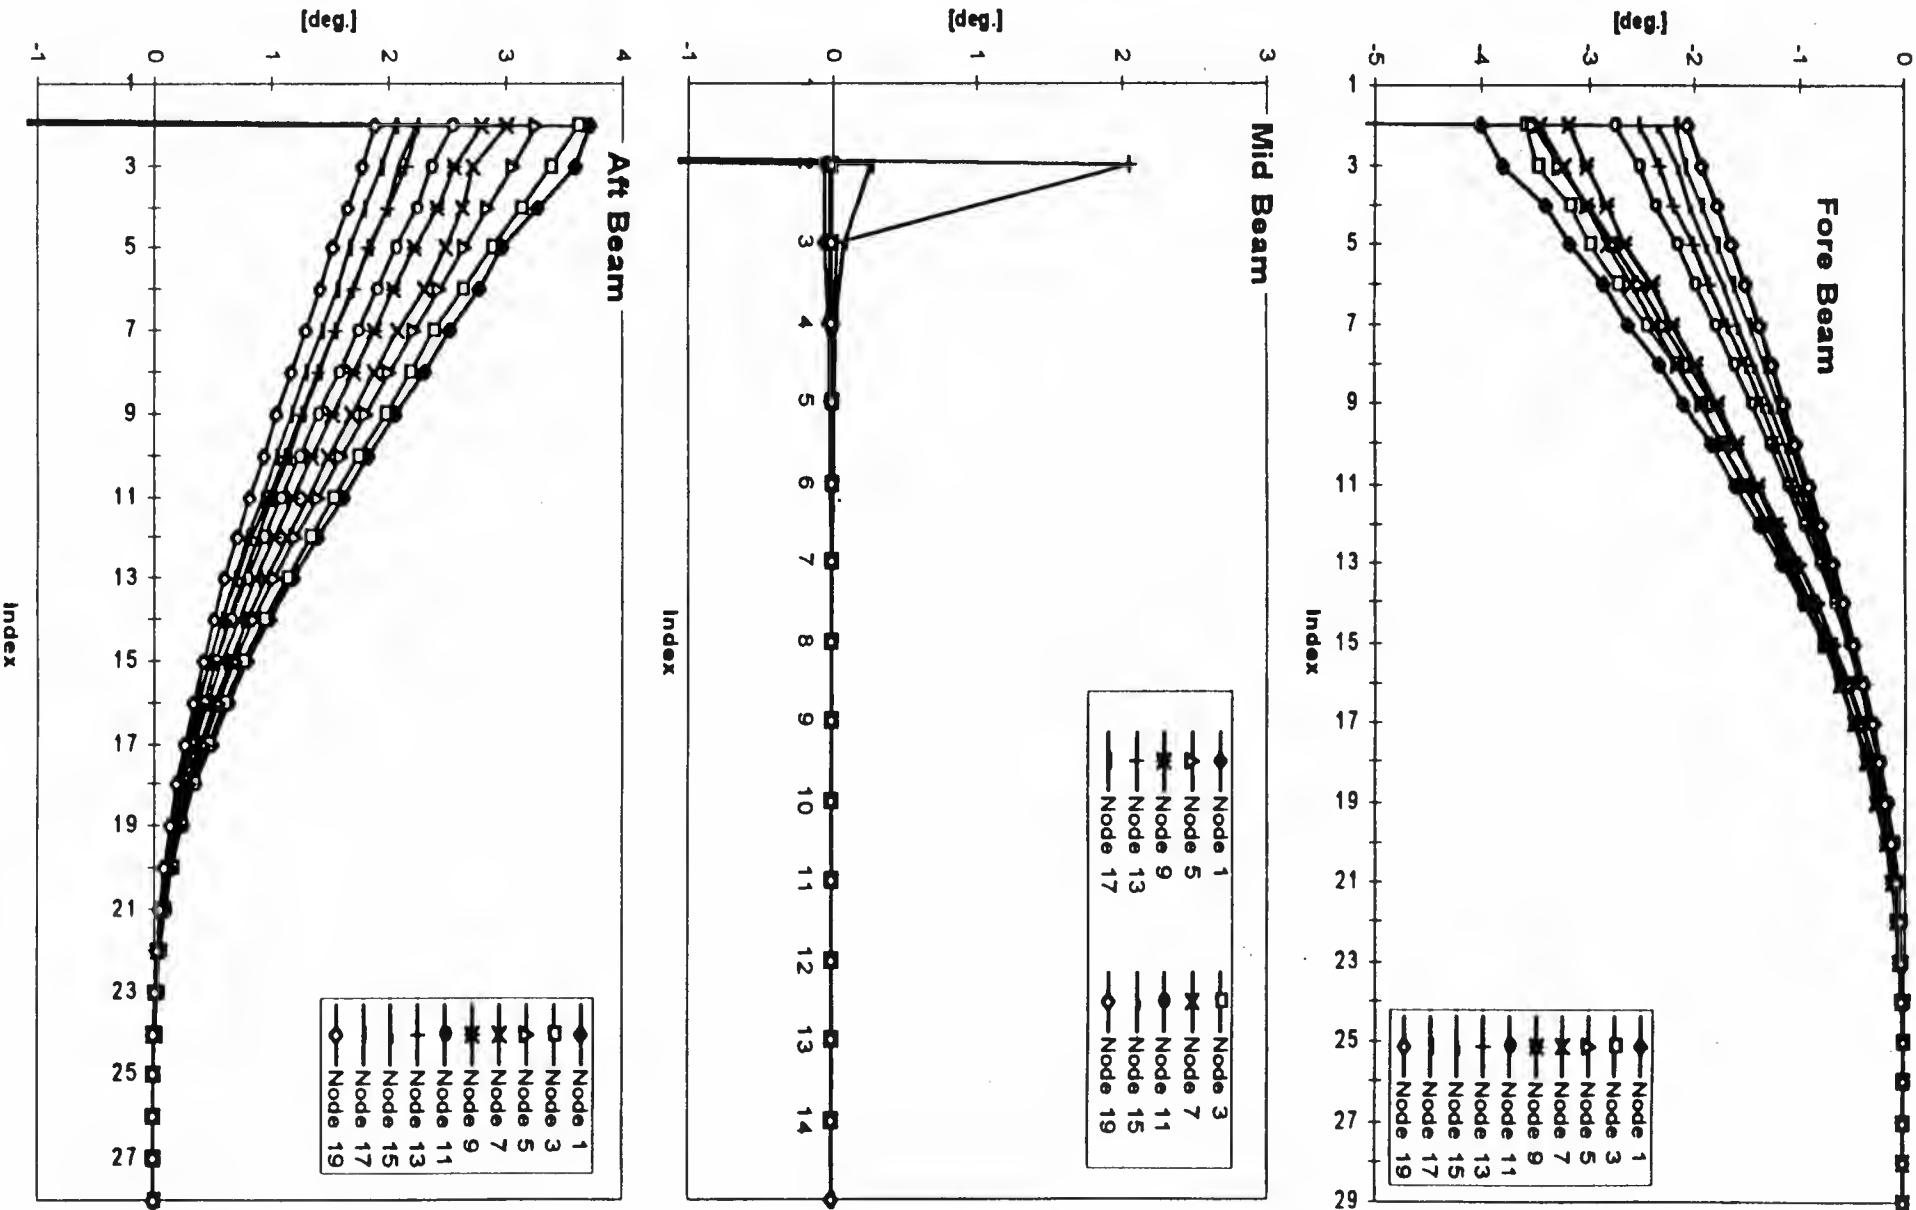 Fore Beam
[deg.]
0
-1
-2
-3
-4
-5
1
3
5
7
9
11
13
15
17
19
21
23
25
27
29
Index
Node 1
Node 3
Node 5
Node 7
Node 9
Node 11
Node 13
Node 15
Node 17
Node 19
Mid Beam
[deg.]
3
2
1
0
-1
1
3
4
5
6
7
8
9
10
11
12
13
14
Index
Node 1
Node 3
Node 5
Node 7
Node 9
Node 11
Node 13
Node 15
Node 17
Node 19
Aft Beam
[deg.]
4
3
2
1
0
-1
1
3
5
7
9
11
13
15
17
19
21
23
25
27
Index
Node 1
Node 3
Node 5
Node 7
Node 9
Node 11
Node 13
Node 15
Node 17
Node 19